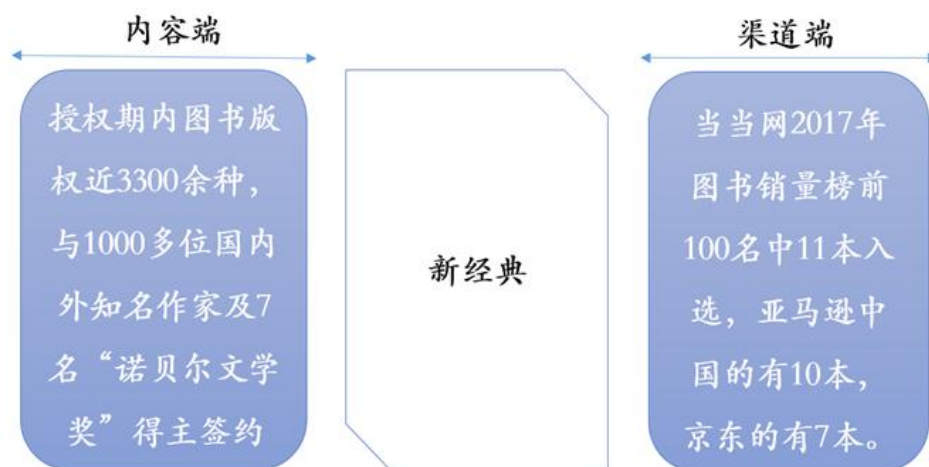 内容端
授权期内图书版
权近3300余种，
与1000多位国内
外知名作家及7
名“诺贝尔文学
奖”得主签约
新经典
渠道端
当当网2017年
图书销量榜前
100名中11本入
选，亚马逊中
国的有10本，
京东的有7本。